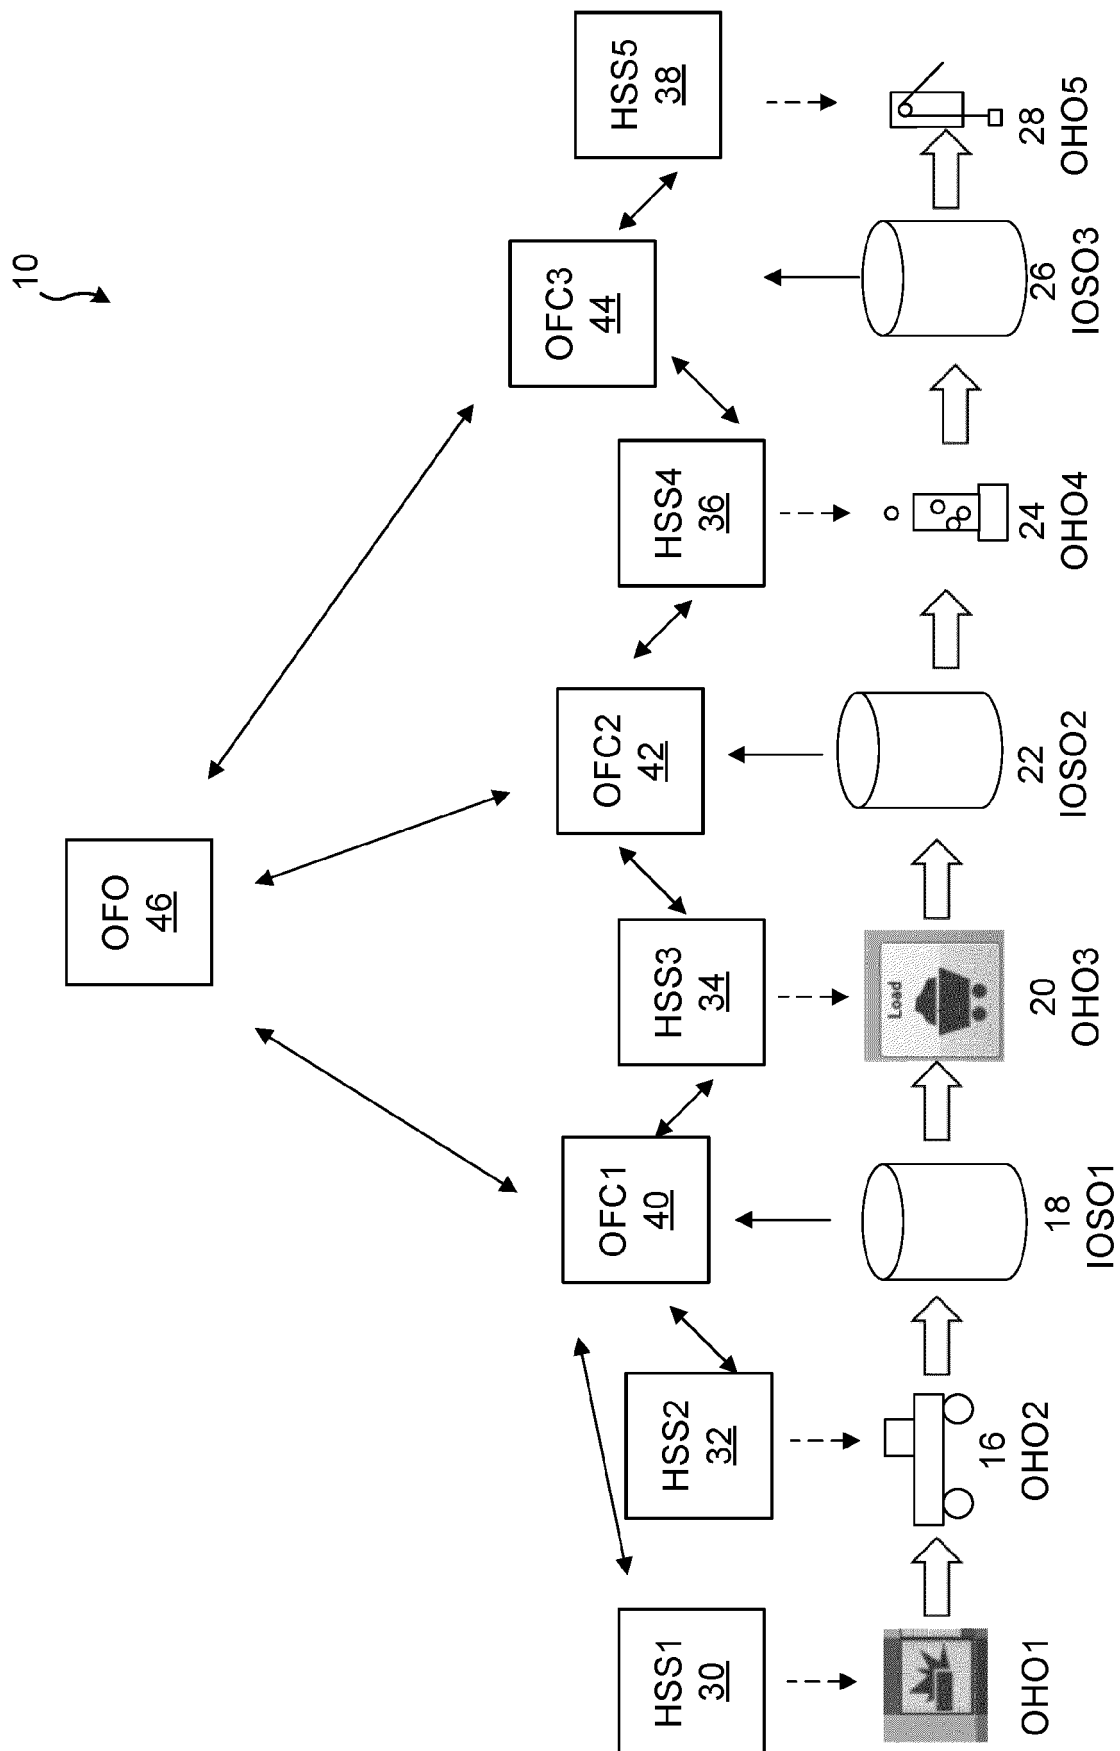 10
OFO
46
OFC1
40
OFC2
42
OFC3
44
HSS1
30
HSS2
32
HSS3
34
HSS4
36
HSS5
38
Load
OHO1
16
OHO2
18
IOSO1
20
OHO3
22
IOSO2
24
OHO4
26
IOSO3
28
OHO5